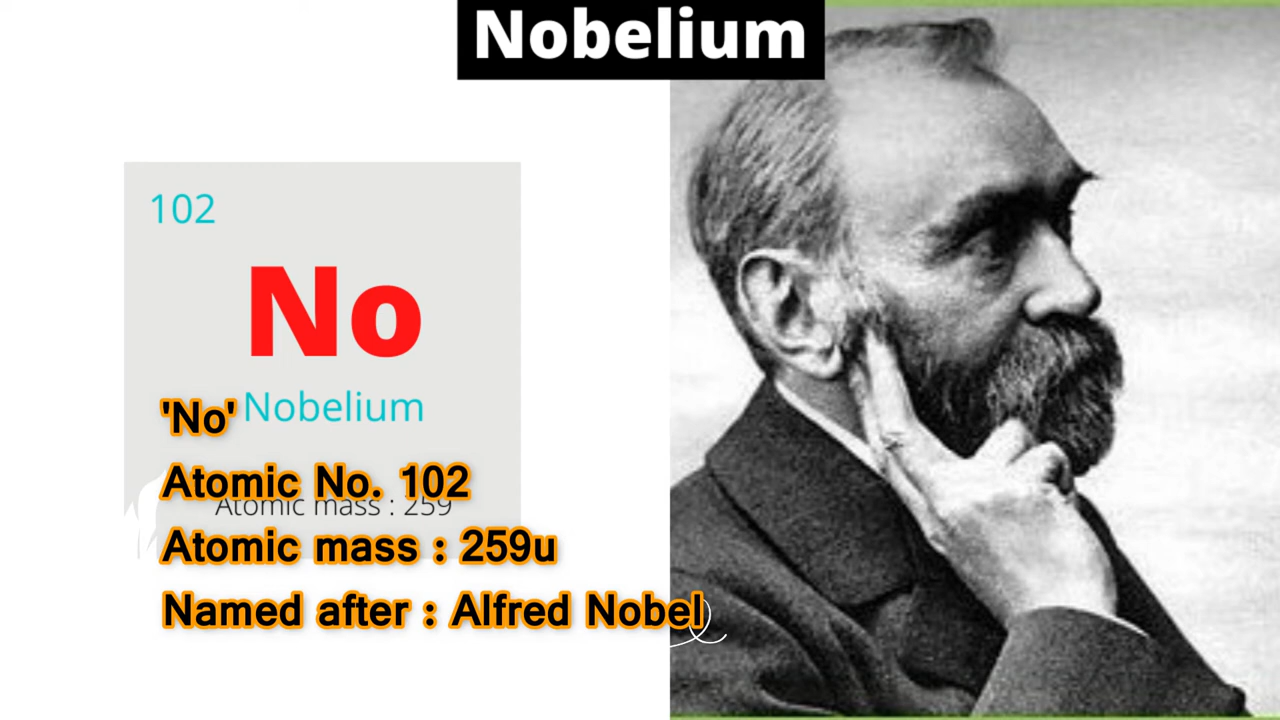 Nobelium
102
No
Nobelium
Atomic mass : 259
'No'
Atomic No. 102
Atomic mass : 259u
Named after : Alfred Nobel